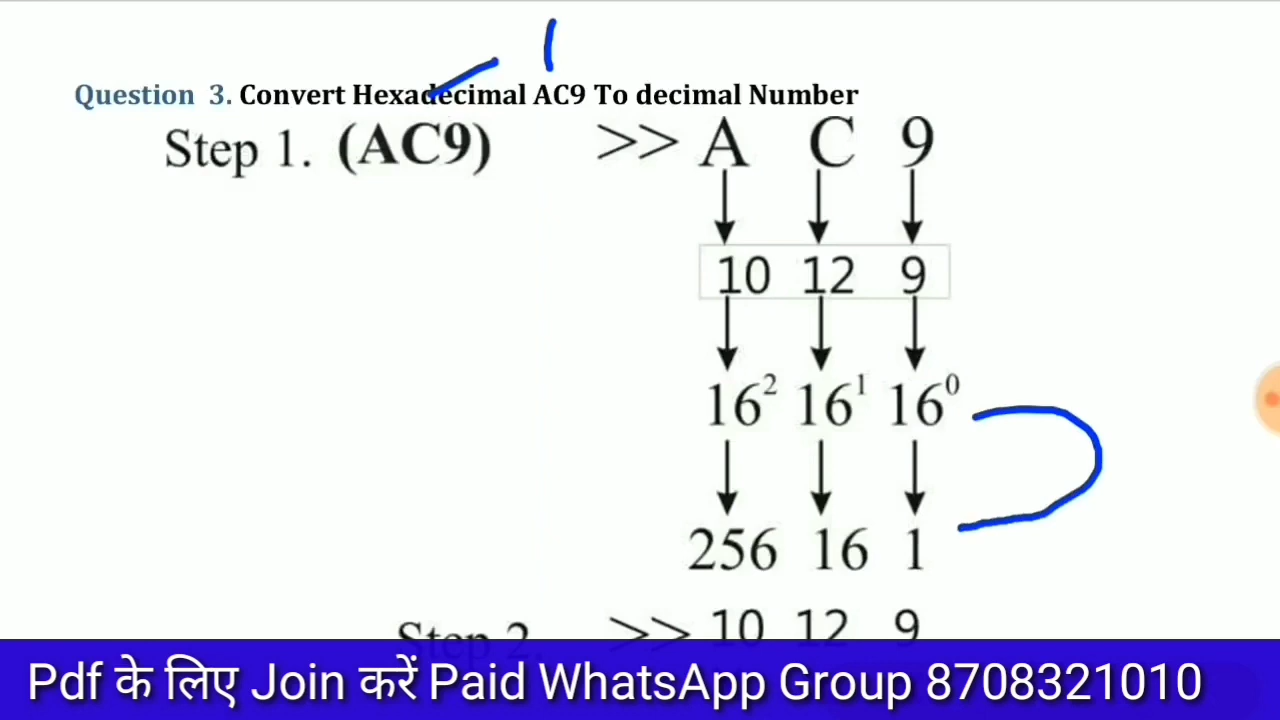 Question 3. Convert Hexadecimal AC9 To decimal Number
Step 1. (AC9) >> A C 9
10 12 9
16² 16¹ 16⁰
256 16 1
Step 2. >> 10 12 9
Pdf के लिए Join करें Paid WhatsApp Group 8708321010